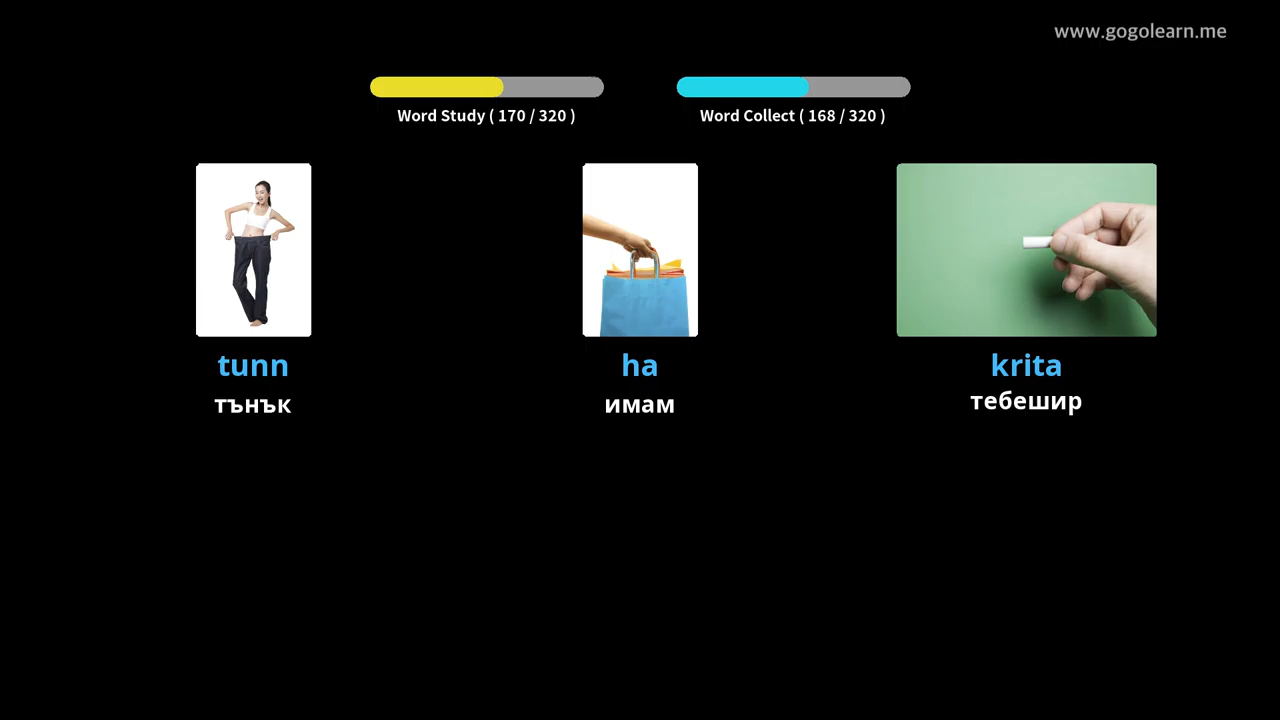 www.gogolearn.me
Word Study ( 170 / 320 )
Word Collect ( 168 / 320 )
tunn
ha
krita
тънък
имам
тебешир